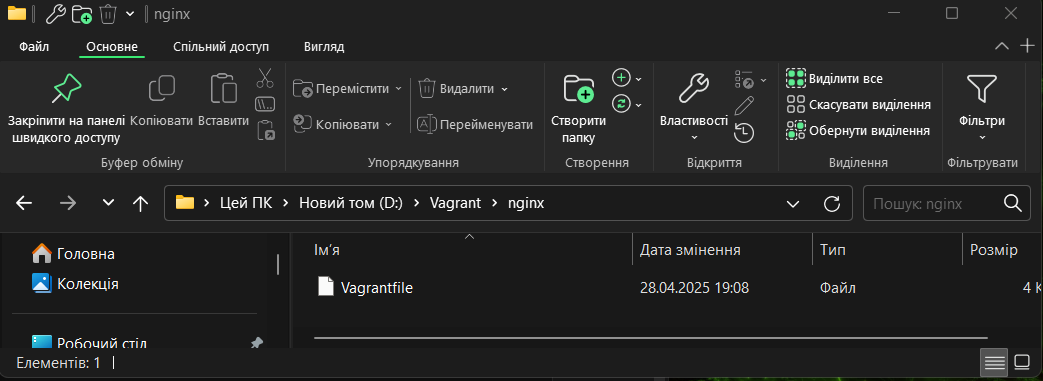 nginx
Файл Основне Спільний доступ Вигляд
Закріпити на панелі швидкого доступу
Копіювати
Вставити
Буфер обміну
Перемістити
Копіювати
Видалити
Перейменувати
Упорядкування
Створити папку
Створення
Властивості
Відкриття
Виділити все
Скасувати виділення
Обернути виділення
Виділення
Фільтри
Фільтрувати
Цей ПК > Новий том (D:) > Vagrant > nginx
Пошук: nginx
Головна
Колекція
Робочий стіл
Ім’я Дата змінення Тип Розмір
Vagrantfile 28.04.2025 19:08 Файл 4 К
Елементів: 1